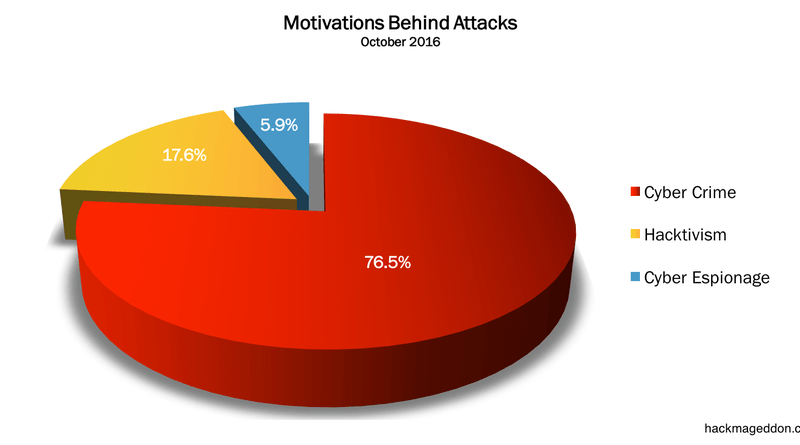 Motivations Behind Attacks
October 2016
5.9%
17.6%
76.5%
Cyber Crime
Hacktivism
Cyber Espionage
hackmageddon.c